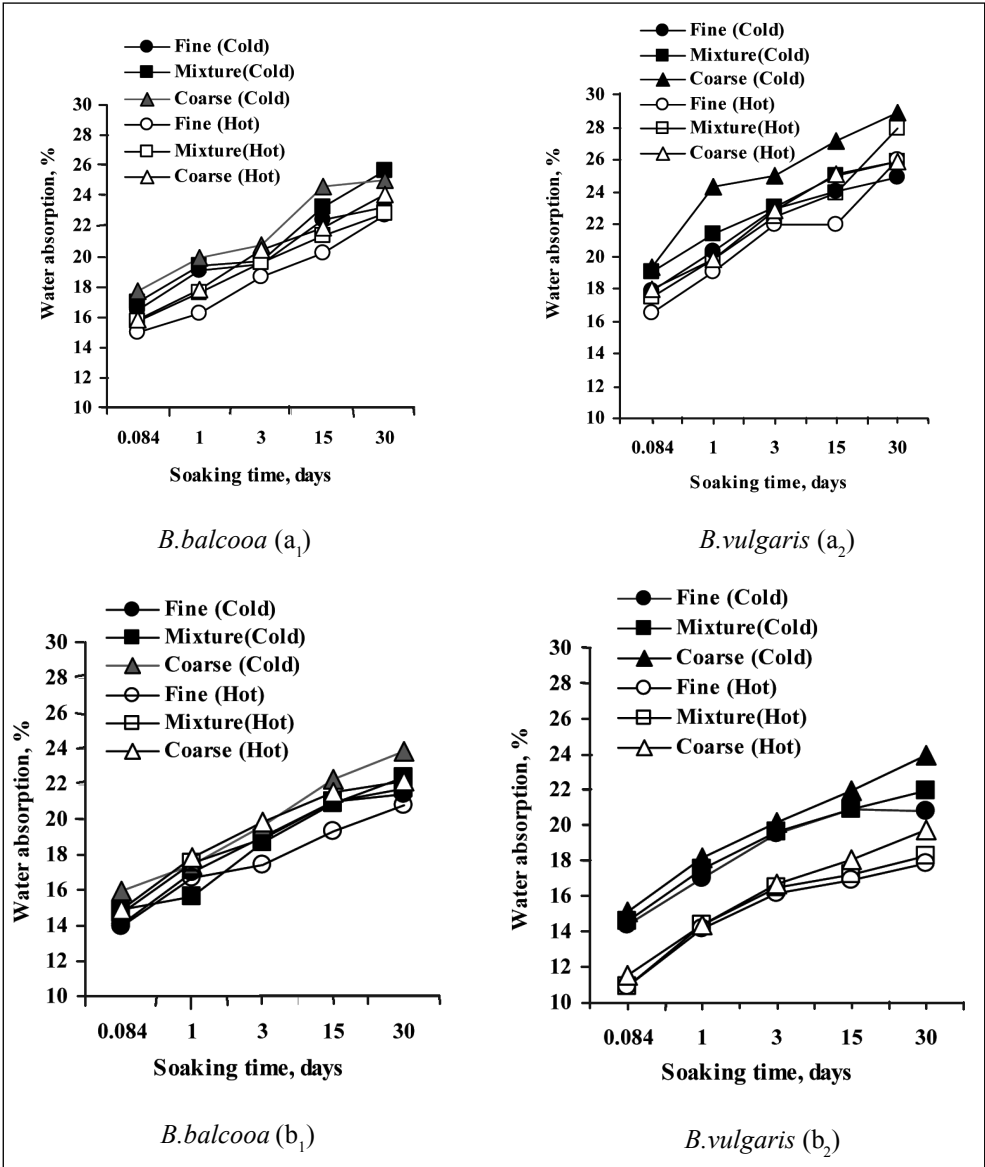 Fine (Cold)
Mixture(Cold)
Coarse (Cold)
Fine (Hot)
Mixture(Hot)
Coarse (Hot)
30
28
26
24
22
20
18
16
14
12
10
Water absorption, %
0.084 1 3 15 30
Soaking time, days
B.balcooa (a₁)
Fine (Cold)
Mixture(Cold)
Coarse (Cold)
Fine (Hot)
Mixture(Hot)
Coarse (Hot)
30
28
26
24
22
20
18
16
14
12
10
Water absorption, %
0.084 1 3 15 30
Soaking time, days
B.vulgaris (a₂)
Fine (Cold)
Mixture(Cold)
Coarse (Cold)
Fine (Hot)
Mixture(Hot)
Coarse (Hot)
30
28
26
24
22
20
18
16
14
12
10
Water absorption, %
0.084 1 3 15 30
Soaking time, days
B.balcooa (b₁)
Fine (Cold)
Mixture(Cold)
Coarse (Cold)
Fine (Hot)
Mixture(Hot)
Coarse (Hot)
30
28
26
24
22
20
18
16
14
12
10
Water absorption, %
0.084 1 3 15 30
Soaking time, days
B.vulgaris (b₂)